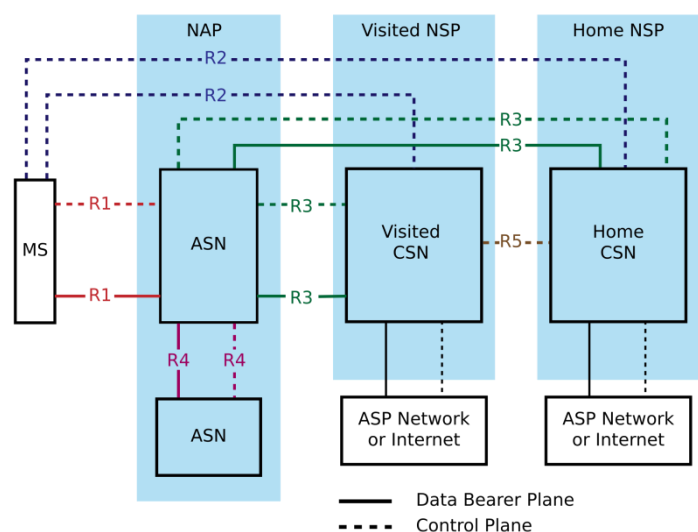 NAP
Visited NSP
Home NSP
R2
R2
R3
R3
R1
R3
MS
ASN
Visited
CSN
R5
Home
CSN
R1
R3
R4
R4
ASN
ASP Network
or Internet
ASP Network
or Internet
Data Bearer Plane
Control Plane